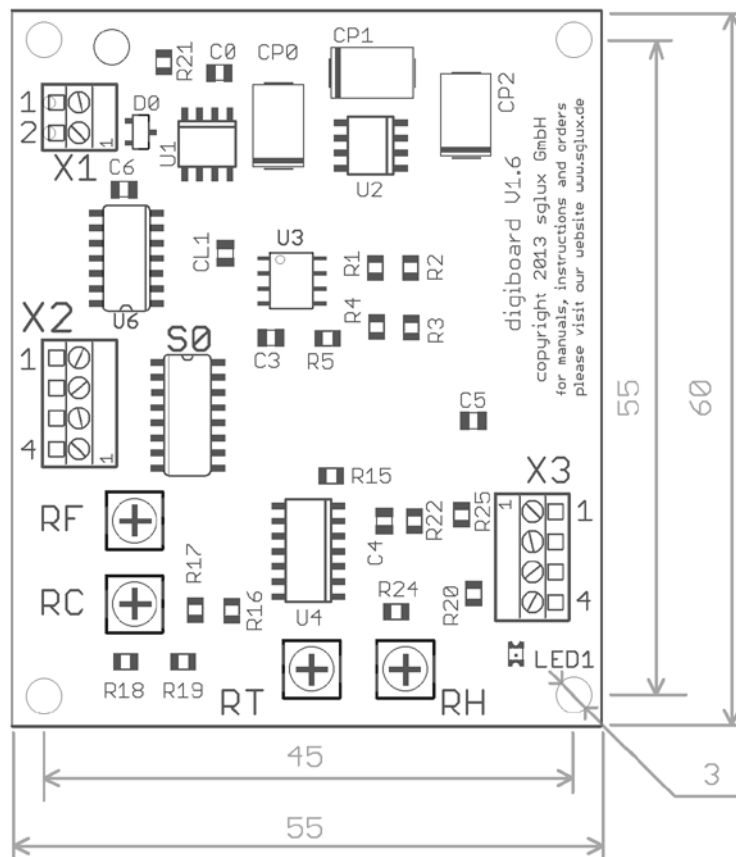 R21
C0
CP0
CP1
CP2
1
2
D0
1
X1
U1
U2
C6
U6
CL1
U3
R1
R2
R4
R3
C3
R5
digiboard V1.6
copyright 2013 sglux GmbH
for manuals, instructions and orders
please visit our website www.sglux.de
X2
1
4
1
S0
C5
X3
1
1
4
R15
RF
RC
R17
R16
R18
R19
U4
C4
R22
R25
R24
R20
LED1
RT
RH
55
60
45
55
3